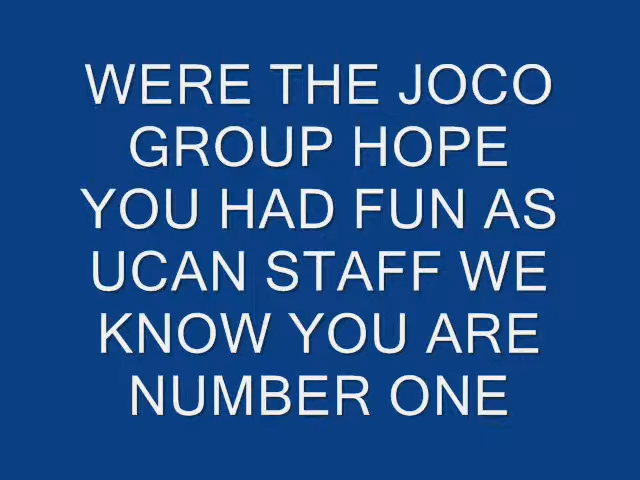 WERE THE JOCO
GROUP HOPE
YOU HAD FUN AS
UCAN STAFF WE
KNOW YOU ARE
NUMBER ONE